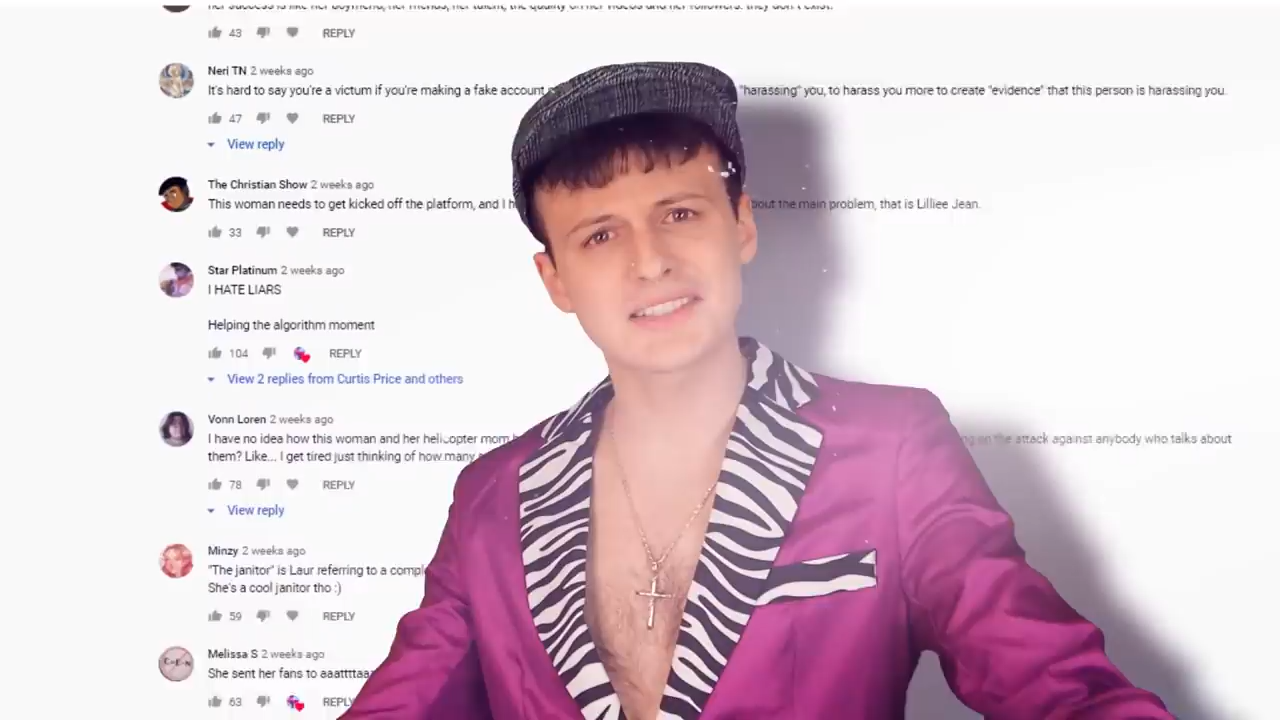 her success is like her boyfriend, her friends, her talent, the quality on her videos and her followers. they don't exist.
43 REPLY
Neri TN 2 weeks ago
It's hard to say you're a victum if you're making a fake account "harassing" you, to harass you more to create "evidence" that this person is harassing you.
47 REPLY
View reply
The Christian Show 2 weeks ago
This woman needs to get kicked off the platform, and I the main problem, that is Lilliee Jean.
33 REPLY
Star Platinum 2 weeks ago
I HATE LIARS
Helping the algorithm moment
104 REPLY
View 2 replies from Curtis Price and others
Vonn Loren 2 weeks ago
I have no idea how this woman and her helicopter mom on the attack against anybody who talks about
them? Like... I get tired just thinking of how many
78 REPLY
View reply
Minzy 2 weeks ago
"The janitor" is Laur referring to a
She's a cool janitor tho :)
59 REPLY
Melissa S 2 weeks ago
She sent her fans to
63 REPLY